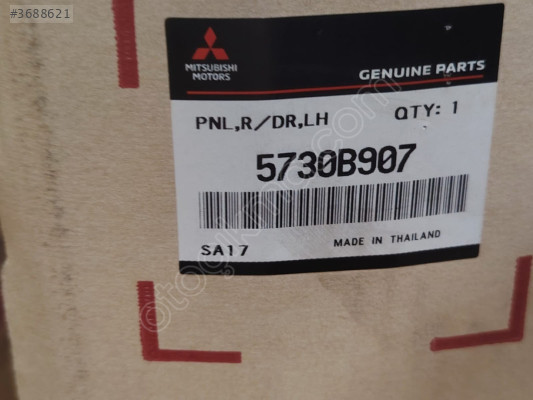 #3688621
MITSUBISHI
MOTORS
GENUINE PARTS
PNL,R/DR,LH
QTY: 1
5730B907
SA17
MADE IN THAILAND